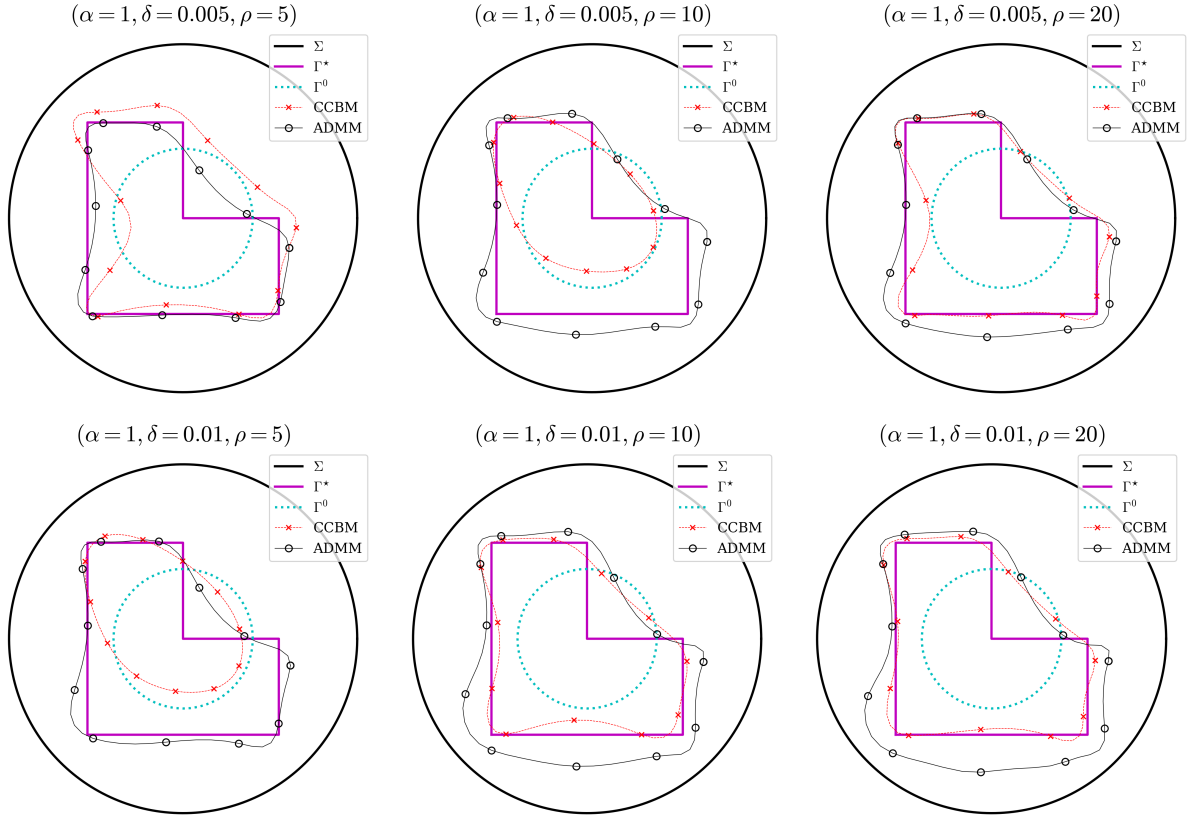 (α = 1, δ = 0.005, ρ = 5)
Σ
Γ⋆
Γ⁰
CCBM
ADMM
(α = 1, δ = 0.005, ρ = 10)
Σ
Γ⋆
Γ⁰
CCBM
ADMM
(α = 1, δ = 0.005, ρ = 20)
Σ
Γ⋆
Γ⁰
CCBM
ADMM
(α = 1, δ = 0.01, ρ = 5)
Σ
Γ⋆
Γ⁰
CCBM
ADMM
(α = 1, δ = 0.01, ρ = 10)
Σ
Γ⋆
Γ⁰
CCBM
ADMM
(α = 1, δ = 0.01, ρ = 20)
Σ
Γ⋆
Γ⁰
CCBM
ADMM